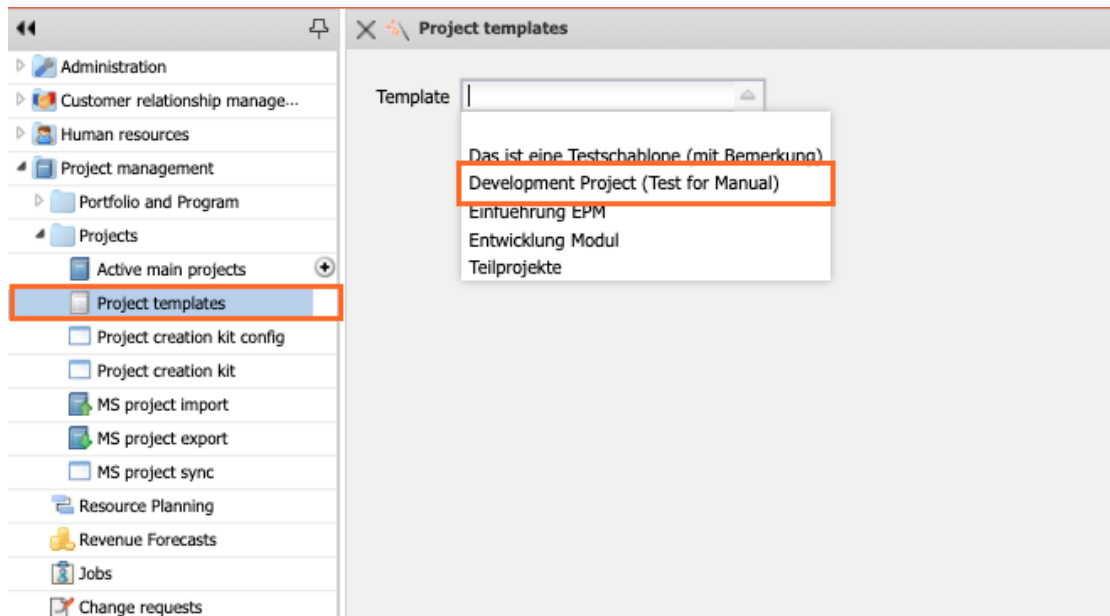 Project templates
Administration
Customer relationship manage...
Human resources
Project management
Portfolio and Program
Projects
Active main projects
Project templates
Project creation kit config
Project creation kit
MS project import
MS project export
MS project sync
Resource Planning
Revenue Forecasts
Jobs
Change requests
Template
Das ist eine Testschablone (mit Bemerkung)
Development Project (Test for Manual)
Einfuehrung EPM
Entwicklung Modul
Teilprojekte